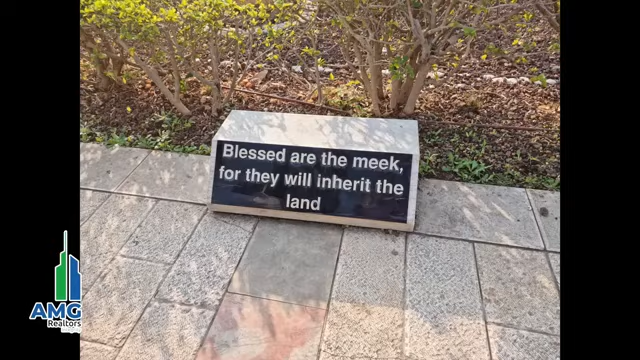 Blessed are the meek,
for they will inherit the
land
AMG
Realtors